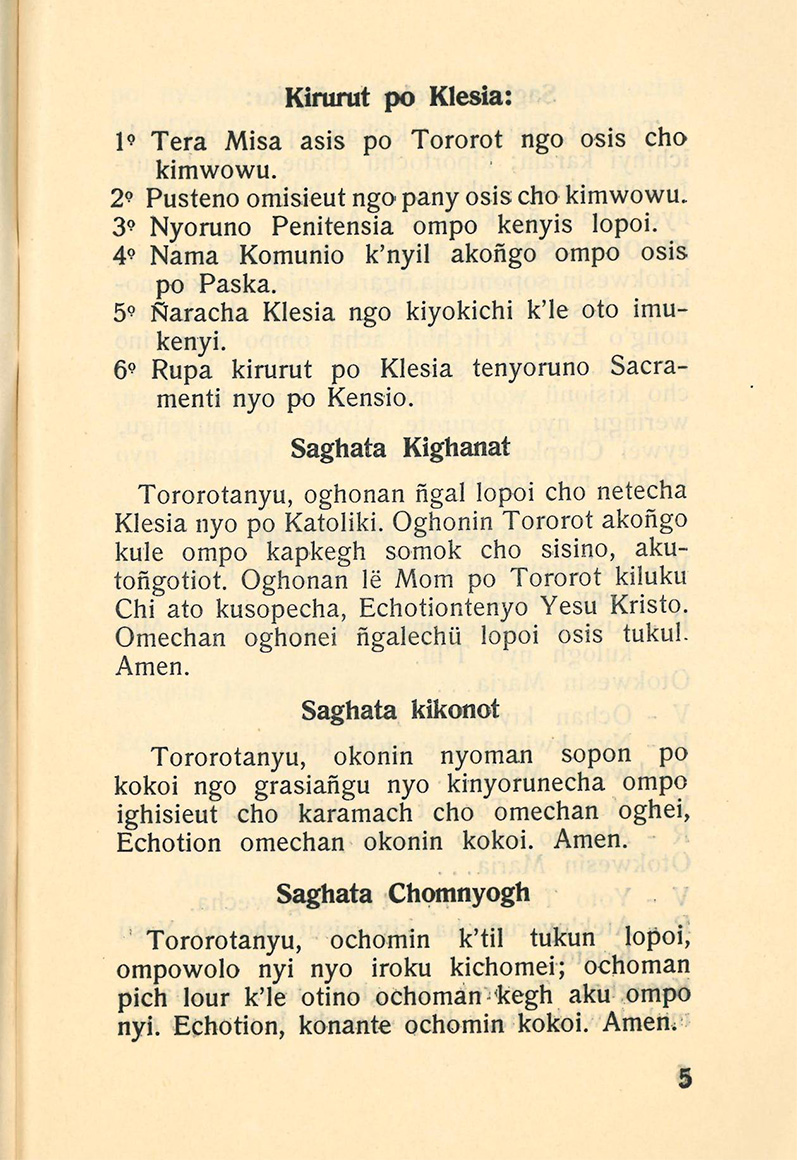 Kirurut po Klesia:
1º Tera Misa asis po Tororot ngo osis cho
kimwowu.
2º Pusteno omisieut ngo pany osis cho kimwowu.
3º Nyoruno Penitensia ompo kenyis lopoi.
4º Nama Komunio k'nyil akoñgo ompo osis
po Paska.
5º Ñaracha Klesia ngo kiyokichi k'le oto imu-
kenyi.
6º Rupa kirurut po Klesia tenyoruno Sacra-
menti nyo po Kensio.
Saghata Kighanat
Tororotanyu, oghonan ñgal lopoi cho netecha
Klesia nyo po Katoliki. Oghonin Tororot akoñgo
kule ompo kapkegh somok cho sisino, aku-
toñgotiot. Oghonan lë Mom po Tororot kiluku
Chi ato kusopecha, Echotiontenyo Yesu Kristo.
Omechan oghonei ñgalechü lopoi osis tukul.
Amen.
Saghata kikonot
Tororotanyu, okonin nyoman sopon po
kokoi ngo grasiañgu nyo kinyorunecha ompo
ighisieut cho karamach cho omechan oghei,
Echotion omechan okonin kokoi. Amen.
Saghata Chomnyogh
Tororotanyu, ochomin k'til tukun lopoi,
ompowolo nyi nyo iroku kichomei; ochoman
pich lour k'le otino ochoman kegh aku ompo
nyi. Echotion, konante ochomin kokoi. Amen.
5